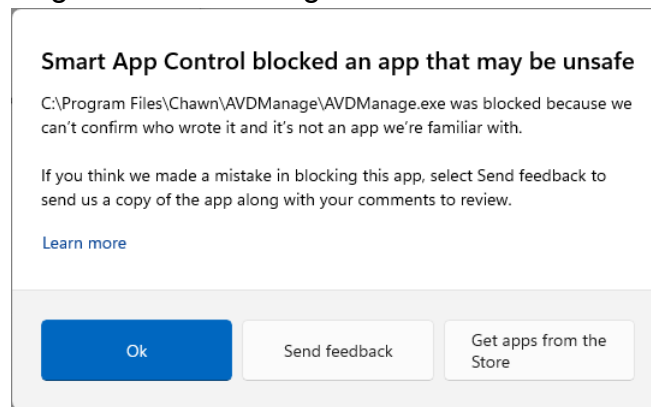 Smart App Control blocked an app that may be unsafe
C:\Program Files\Chawn\AVDManage\AVDManage.exe was blocked because we
can't confirm who wrote it and it's not an app we're familiar with.
If you think we made a mistake in blocking this app, select Send feedback to
send us a copy of the app along with your comments to review.
Learn more
Ok
Send feedback
Get apps from the
Store